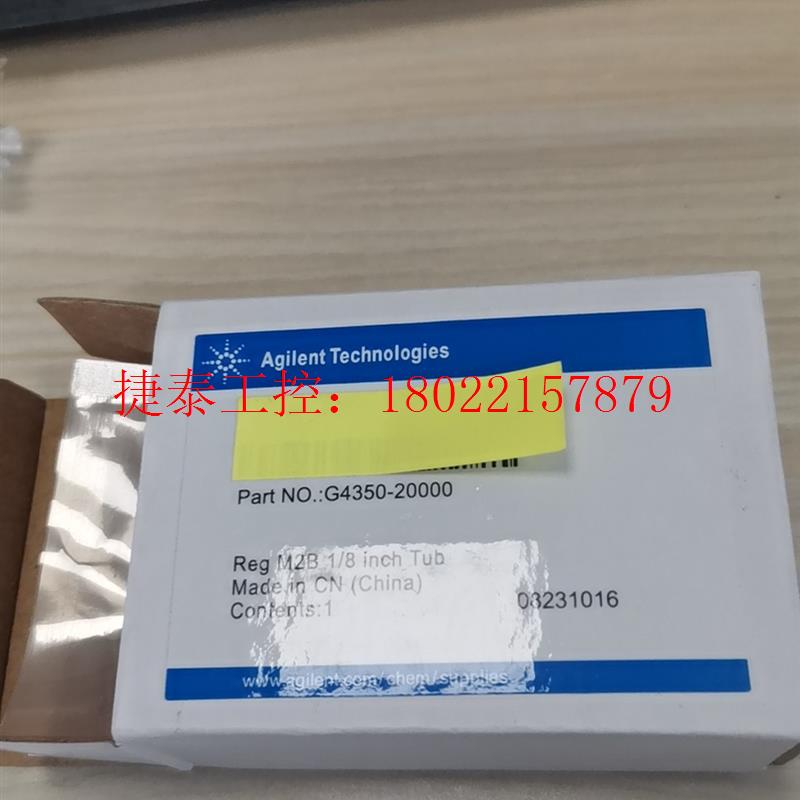 Agilent Technologies
捷泰工控：18022157879
Part NO.:G4350-20000
Reg M2B 1/8 inch Tub
Made in CN (China)
Contents:1
08231016
www.agilent.com/chem/supplies